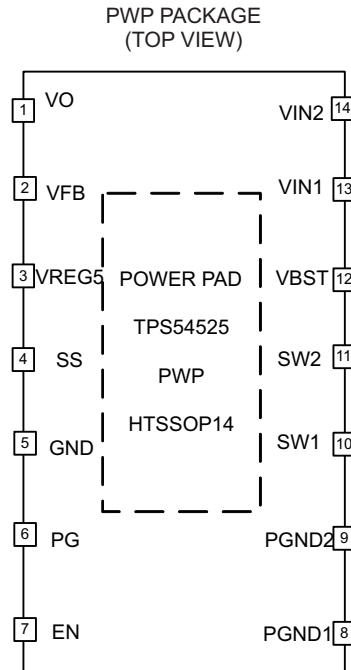 PWP PACKAGE
(TOP VIEW)
1 VO
VIN2 14
2 VFB
VIN1 13
3 VREG5
POWER PAD
VBST 12
TPS54525
4 SS
SW2 11
PWP
HTSSOP14
5 GND
SW1 10
6 PG
PGND2 9
7 EN
PGND1 8